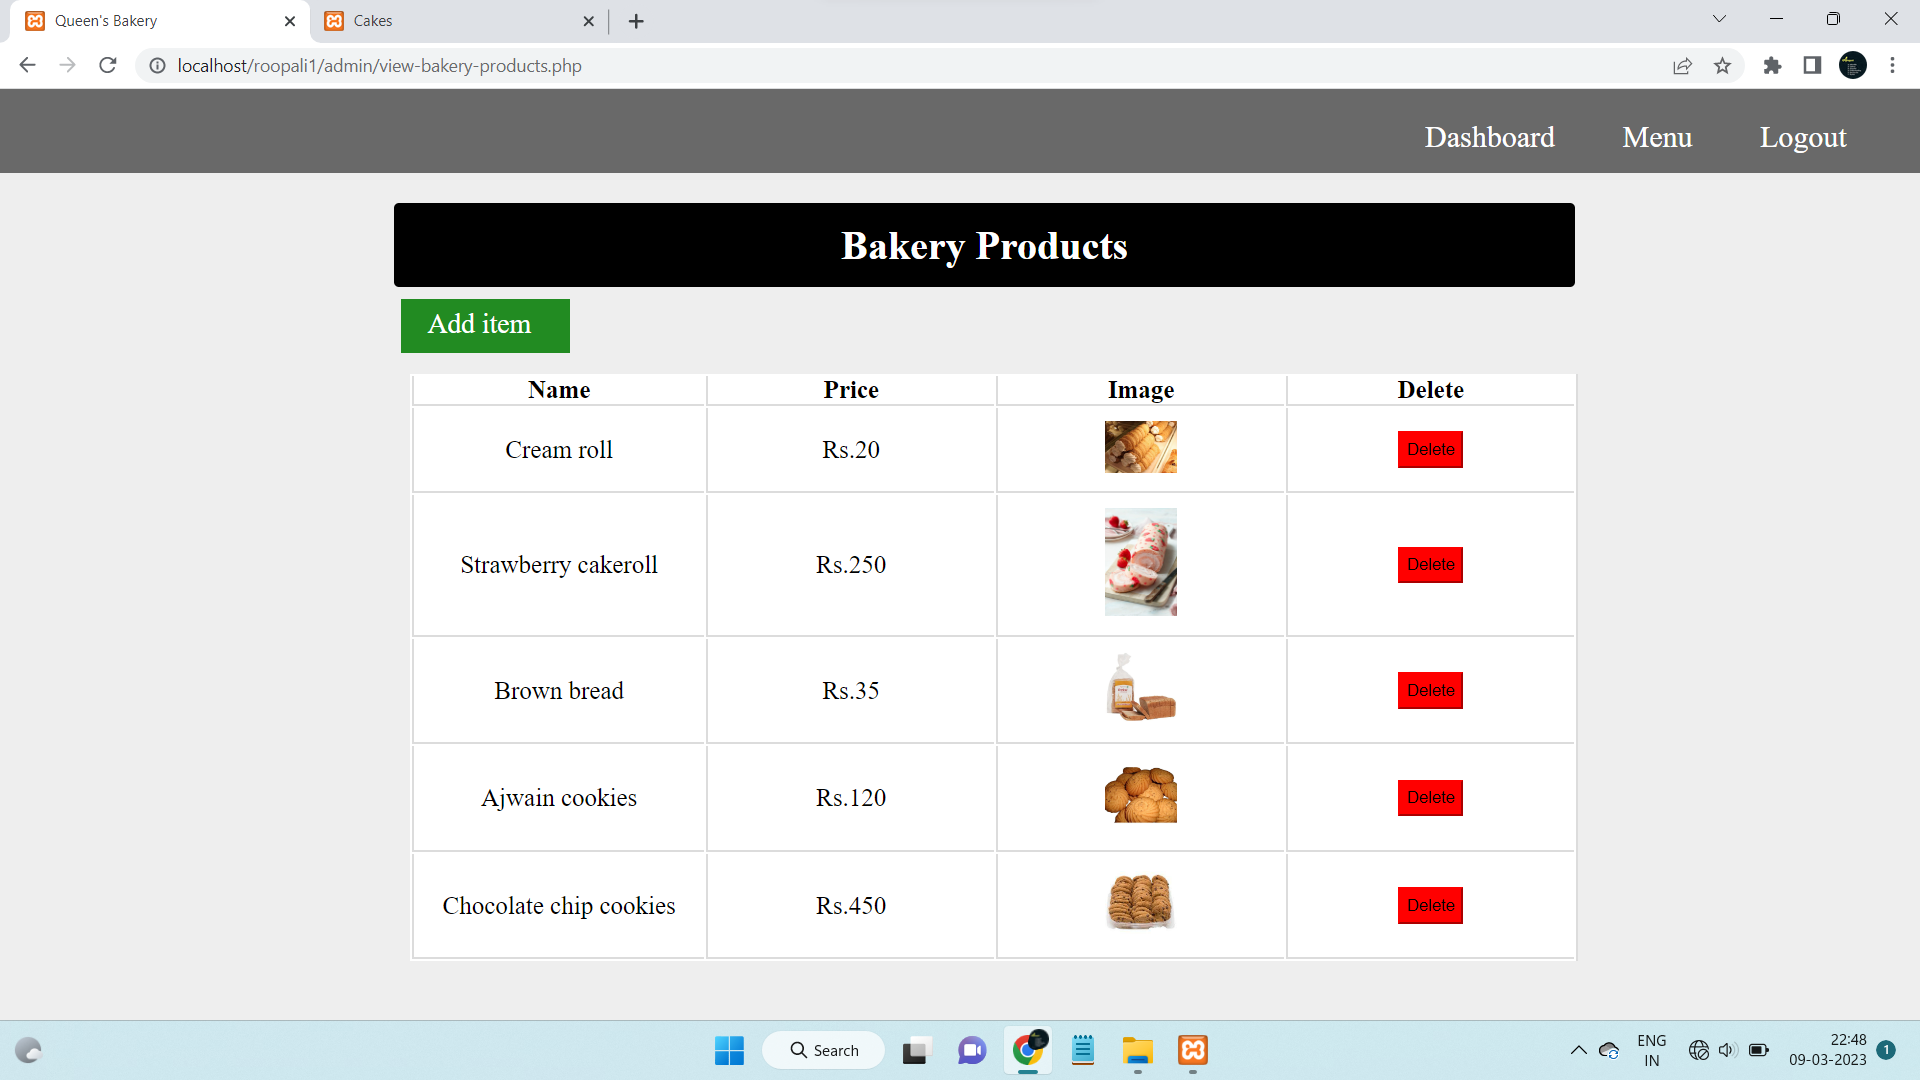 Queen's Bakery
Cakes
localhost/roopali1/admin/view-bakery-products.php
Dashboard Menu Logout
Bakery Products
Add item
Name Price Image Delete
Cream roll Rs.20 Delete
Strawberry cakeroll Rs.250 Delete
Brown bread Rs.35 Delete
Ajwain cookies Rs.120 Delete
Chocolate chip cookies Rs.450 Delete
Search
ENG
IN
22:48
09-03-2023
1